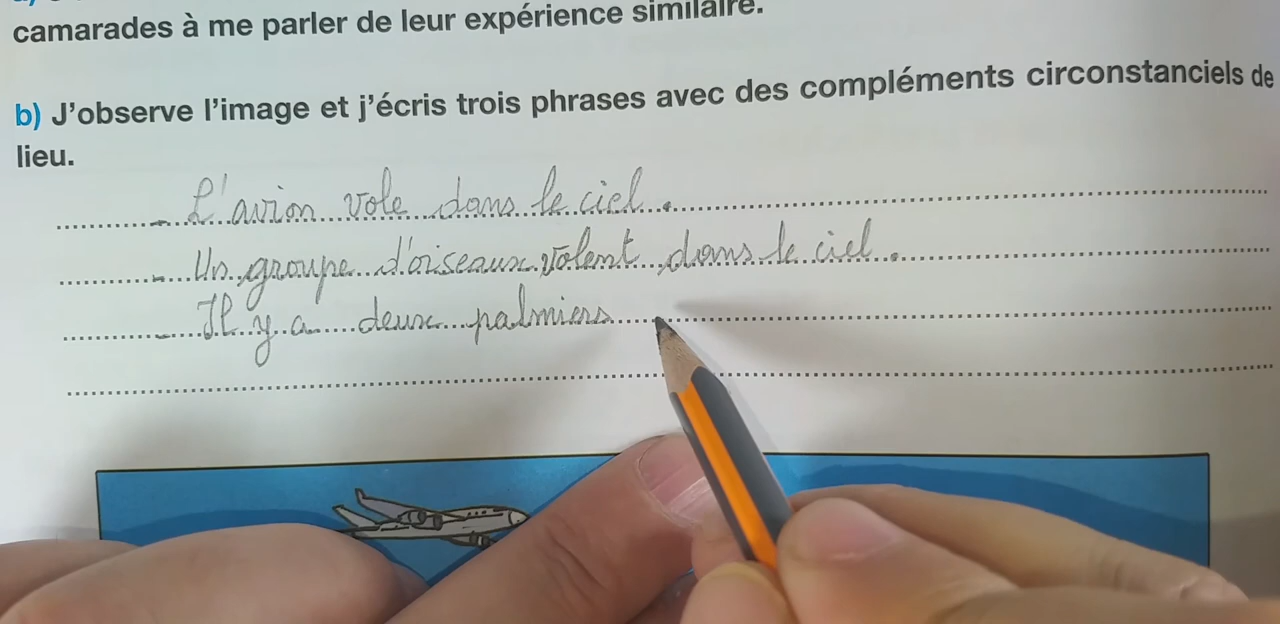 camarades à me parler de leur expérience similaire.
b) J'observe l'image et j'écris trois phrases avec des compléments circonstanciels de
lieu.
- L'avion vole dans le ciel.
- Un groupe d'oiseaux volent dans le ciel.
- Il y a deux palmiers